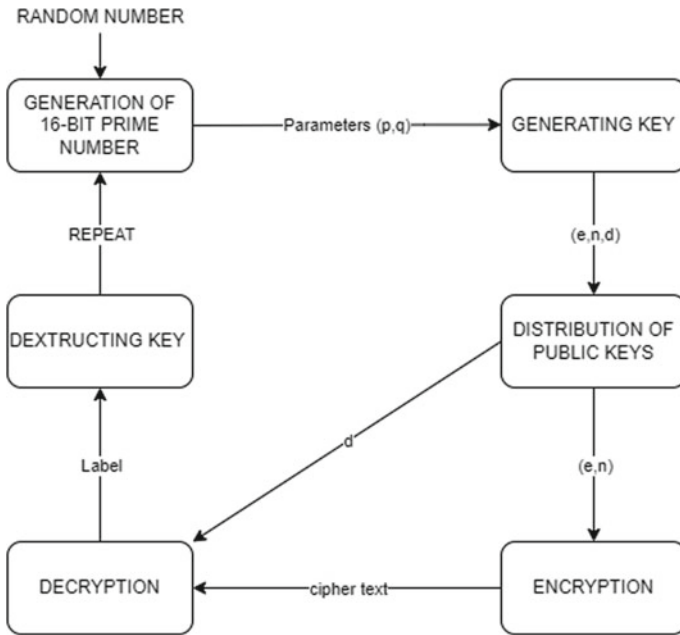 RANDOM NUMBER
GENERATION OF
16-BIT PRIME
NUMBER
Parameters (p,q)
GENERATING KEY
REPEAT
(e,n,d)
DEXTRUCTING KEY
DISTRIBUTION OF
PUBLIC KEYS
d
Label
(e,n)
DECRYPTION
cipher text
ENCRYPTION